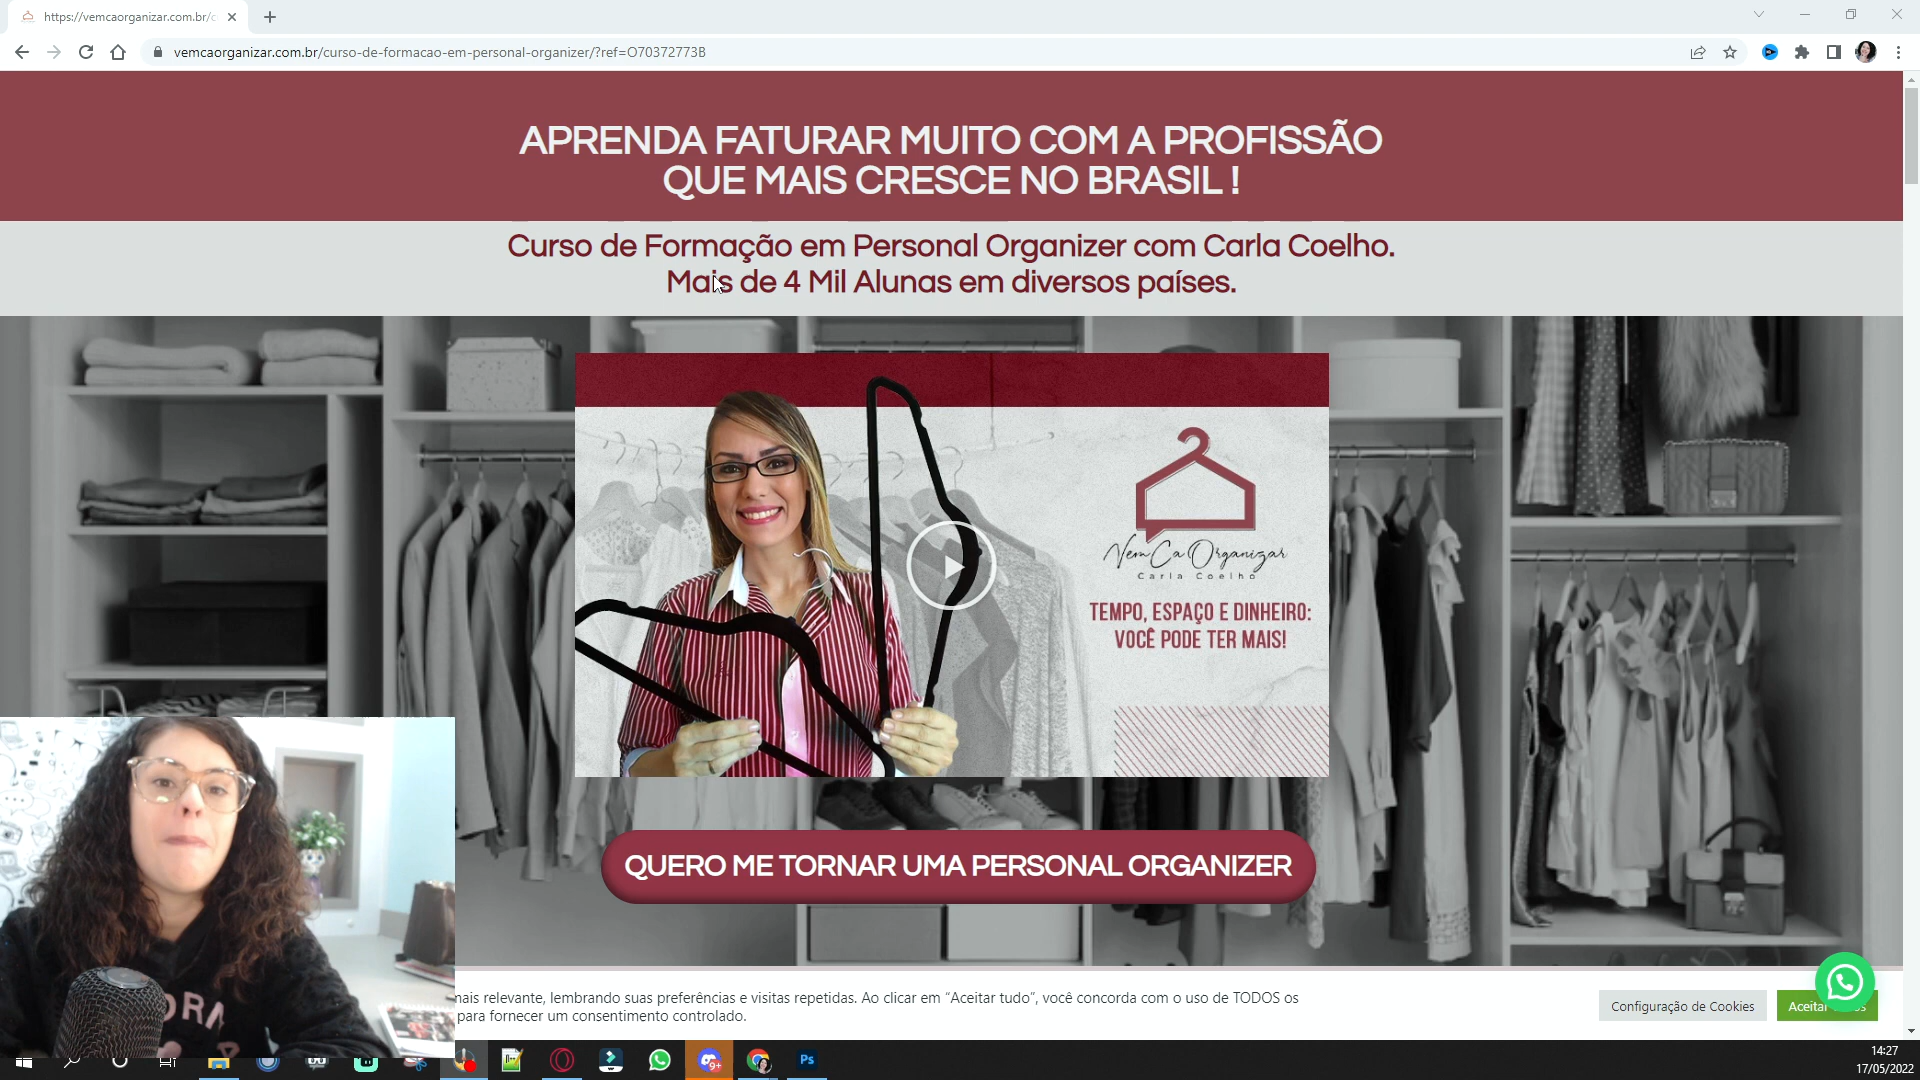 https://vemcaorganizar.com.br/c
vemcaorganizar.com.br/curso-de-formacao-em-personal-organizer/?ref=O70372773B
APRENDA FATURAR MUITO COM A PROFISSÃO
QUE MAIS CRESCE NO BRASIL !
Curso de Formação em Personal Organizer com Carla Coelho.
Mais de 4 Mil Alunas em diversos países.
VemCaOrganizar
Carla Coelho
TEMPO, ESPAÇO E DINHEIRO:
VOCÊ PODE TER MAIS!
QUERO ME TORNAR UMA PERSONAL ORGANIZER
mais relevante, lembrando suas preferências e visitas repetidas. Ao clicar em “Aceitar tudo”, você concorda com o uso de TODOS os
para fornecer um consentimento controlado.
Configuração de Cookies
Aceitar
9+
Ps
14:27
17/05/2022